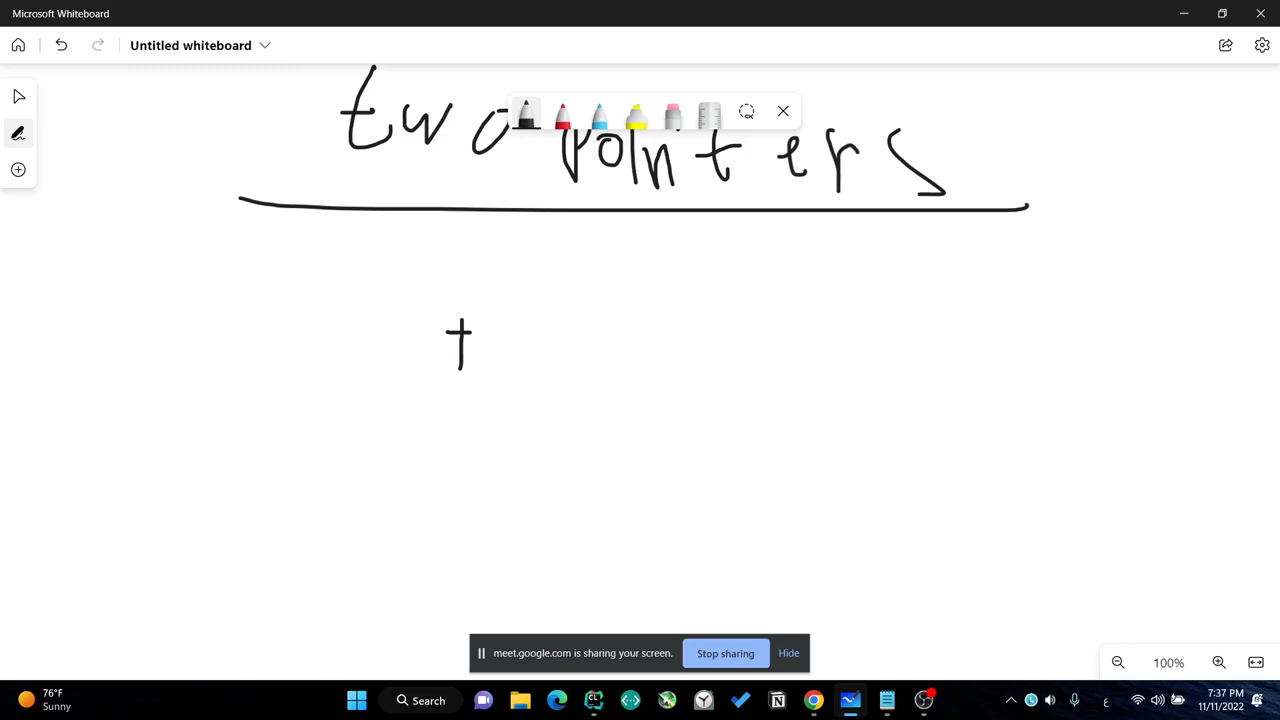 Microsoft Whiteboard
Untitled whiteboard
two pointers
t
meet.google.com is sharing your screen. Stop sharing Hide
100%
76°F
Sunny
Search
ع
7:37 PM
11/11/2022